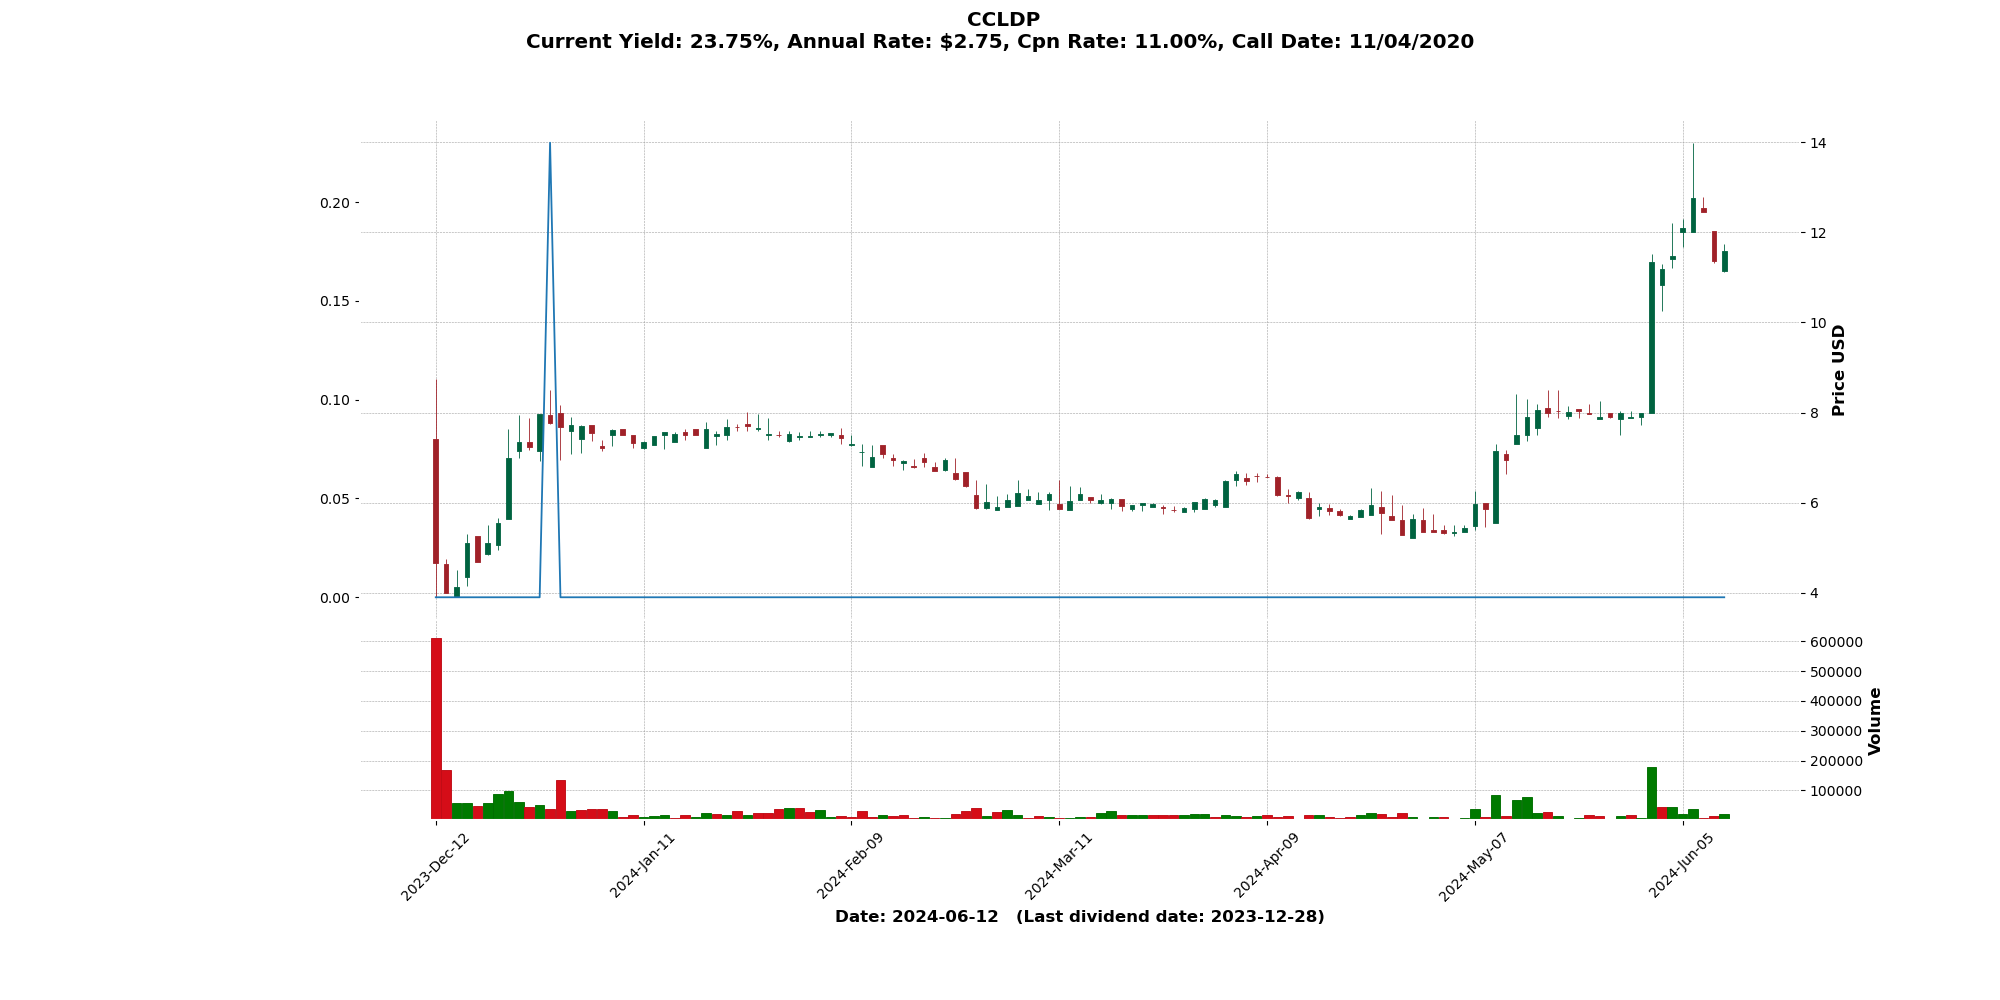 CCLDP
Current Yield: 23.75%, Annual Rate: $2.75, Cpn Rate: 11.00%, Call Date: 11/04/2020
0.20
0.15
0.10
0.05
0.00
14
12
10
8
6
4
Price USD
600000
500000
400000
300000
200000
100000
Volume
2023-Dec-12
2024-Jan-11
2024-Feb-09
2024-Mar-11
2024-Apr-09
2024-May-07
2024-Jun-05
Date: 2024-06-12 (Last dividend date: 2023-12-28)